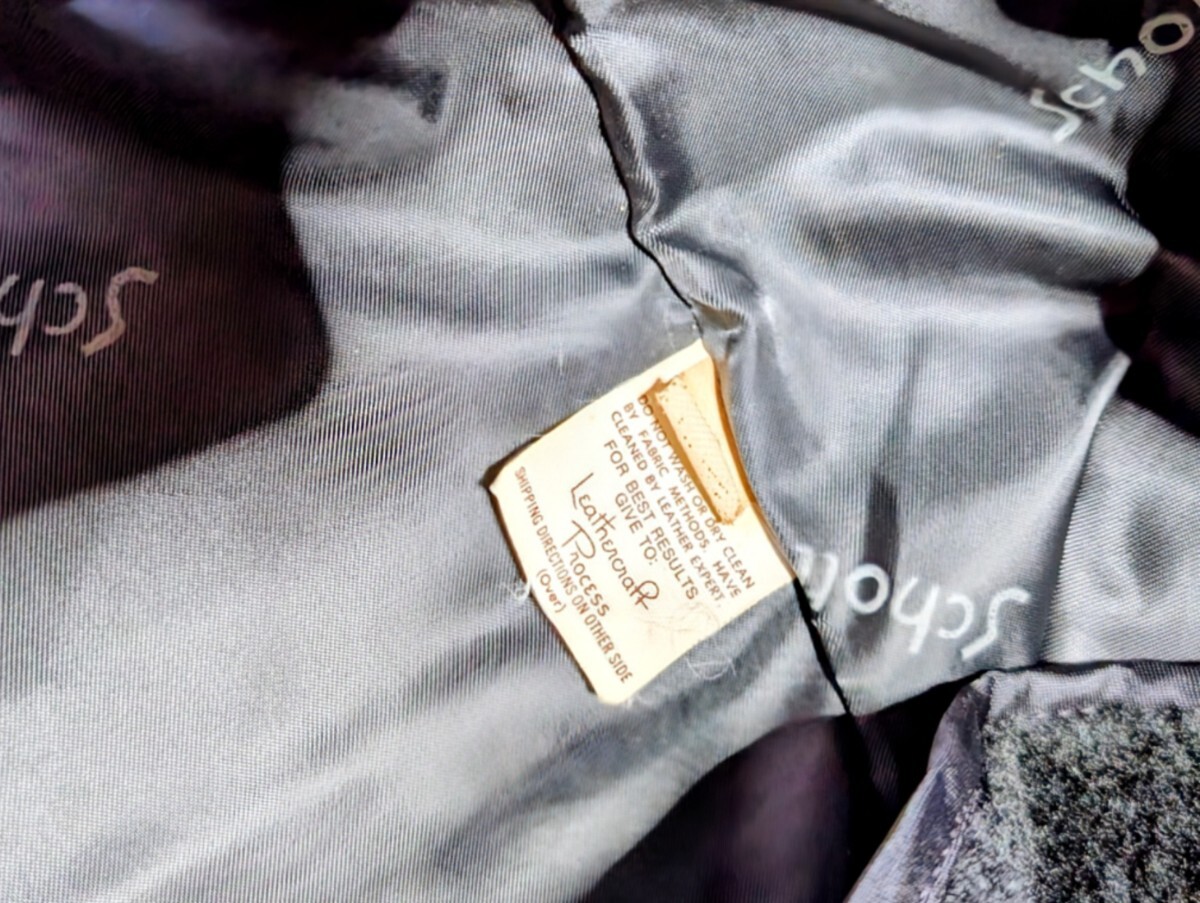 DO NOT WASH OR DRY CLEAN
BY FABRIC METHODS. HAVE
CLEANED BY LEATHER EXPERT.
FOR BEST RESULTS
GIVE TO:
Leathercraft
Process
SHIPPING DIRECTIONS ON OTHER SIDE
(Over)
Scho
Sch
Schott